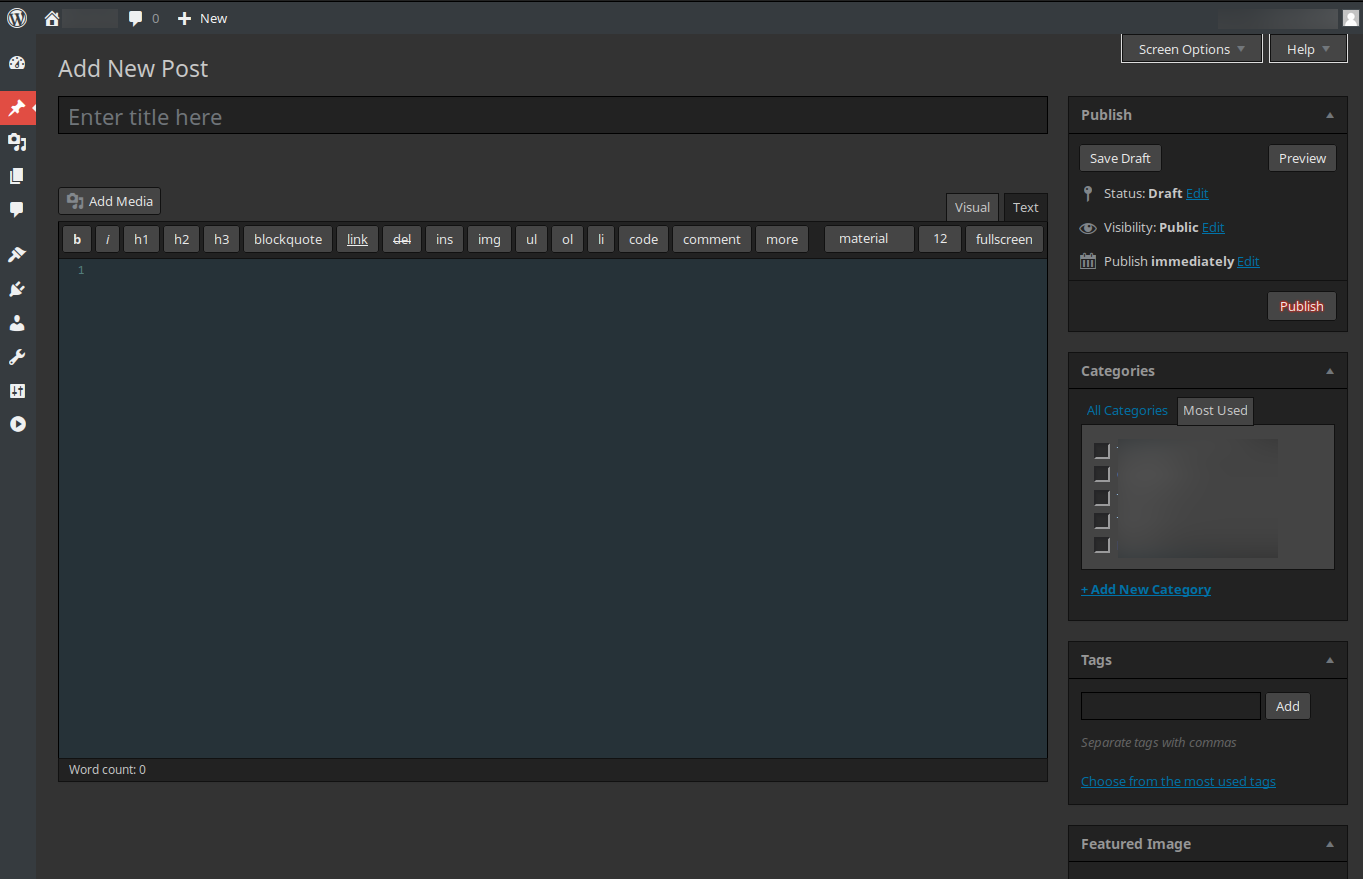 0 New
Screen Options Help
Add New Post
Enter title here
Add Media
Visual Text
b i h1 h2 h3 blockquote link del ins img ul ol li code comment more material 12 fullscreen
1
Word count: 0
Publish
Save Draft Preview
Status: Draft Edit
Visibility: Public Edit
Publish immediately Edit
Publish
Categories
All Categories Most Used
+ Add New Category
Tags
Add
Separate tags with commas
Choose from the most used tags
Featured Image